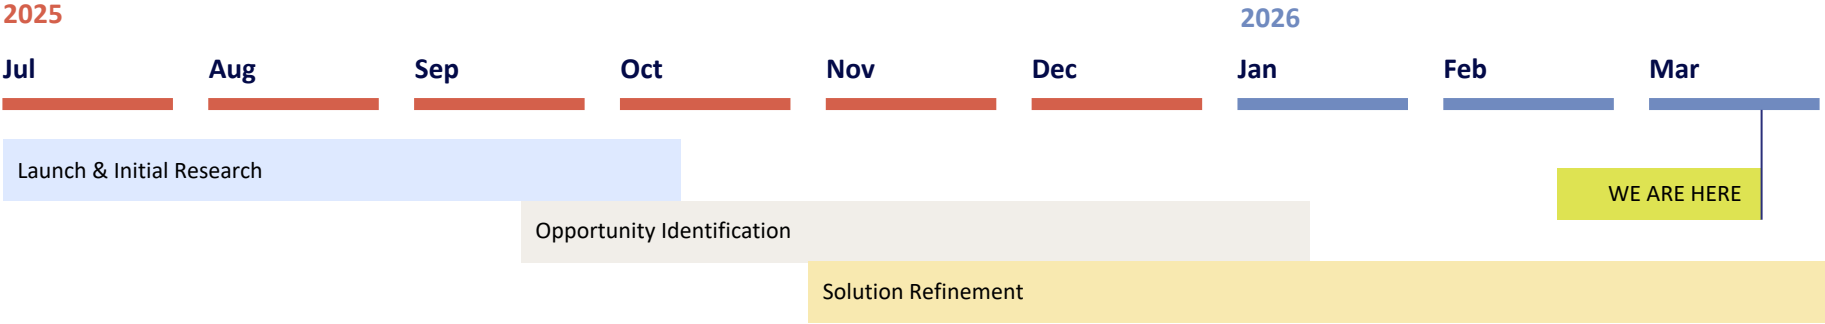 2025 2026
Jul Aug Sep Oct Nov Dec Jan Feb Mar
Launch & Initial Research
WE ARE HERE
Opportunity Identification
Solution Refinement